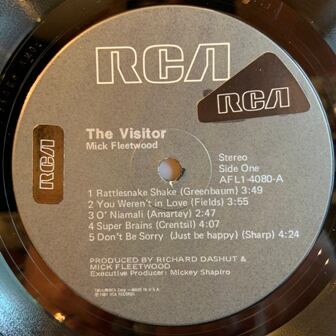 RCA
RCA
RCA
The Visitor
Mick Fleetwood
Stereo
Side One
AFL1-4080-A
1 Rattlesnake Shake (Greenbaum) 3:49
2 You Weren't in Love (Fields) 3:55
3 O' Niamali (Amartey) 2:47
4 Super Brains (Crentsil) 4:07
5 Don't Be Sorry (Just be happy) (Sharp) 4:24
PRODUCED BY RICHARD DASHUT &
MICK FLEETWOOD
Executive Producer: Mickey Shapiro
© 1981 RCA RECORDS